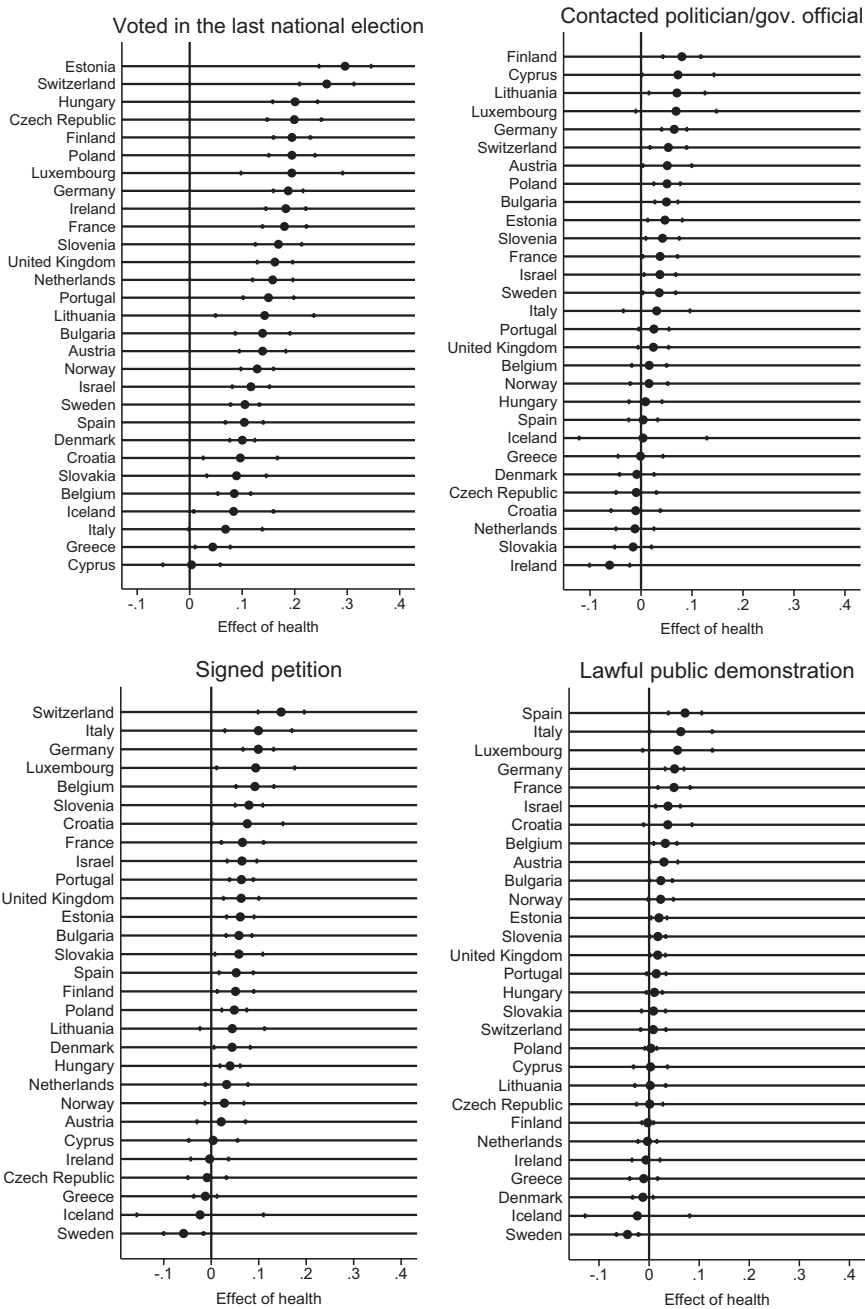 Voted in the last national election
Estonia
Switzerland
Hungary
Czech Republic
Finland
Poland
Luxembourg
Germany
Ireland
France
Slovenia
United Kingdom
Netherlands
Portugal
Lithuania
Bulgaria
Austria
Norway
Israel
Sweden
Spain
Denmark
Croatia
Slovakia
Belgium
Iceland
Italy
Greece
Cyprus
-.1 0 .1 .2 .3 .4
Effect of health
Contacted politician/gov. official
Finland
Cyprus
Lithuania
Luxembourg
Germany
Switzerland
Austria
Poland
Bulgaria
Estonia
Slovenia
France
Israel
Sweden
Italy
Portugal
United Kingdom
Belgium
Norway
Hungary
Spain
Iceland
Greece
Denmark
Czech Republic
Croatia
Netherlands
Slovakia
Ireland
-.1 0 .1 .2 .3 .4
Effect of health
Signed petition
Switzerland
Italy
Germany
Luxembourg
Belgium
Slovenia
Croatia
France
Israel
Portugal
United Kingdom
Estonia
Bulgaria
Slovakia
Spain
Finland
Poland
Lithuania
Denmark
Hungary
Netherlands
Norway
Austria
Cyprus
Ireland
Czech Republic
Greece
Iceland
Sweden
-.1 0 .1 .2 .3 .4
Effect of health
Lawful public demonstration
Spain
Italy
Luxembourg
Germany
France
Israel
Croatia
Belgium
Austria
Bulgaria
Norway
Estonia
Slovenia
United Kingdom
Portugal
Hungary
Slovakia
Switzerland
Poland
Cyprus
Lithuania
Czech Republic
Finland
Netherlands
Ireland
Greece
Denmark
Iceland
Sweden
-.1 0 .1 .2 .3 .4
Effect of health